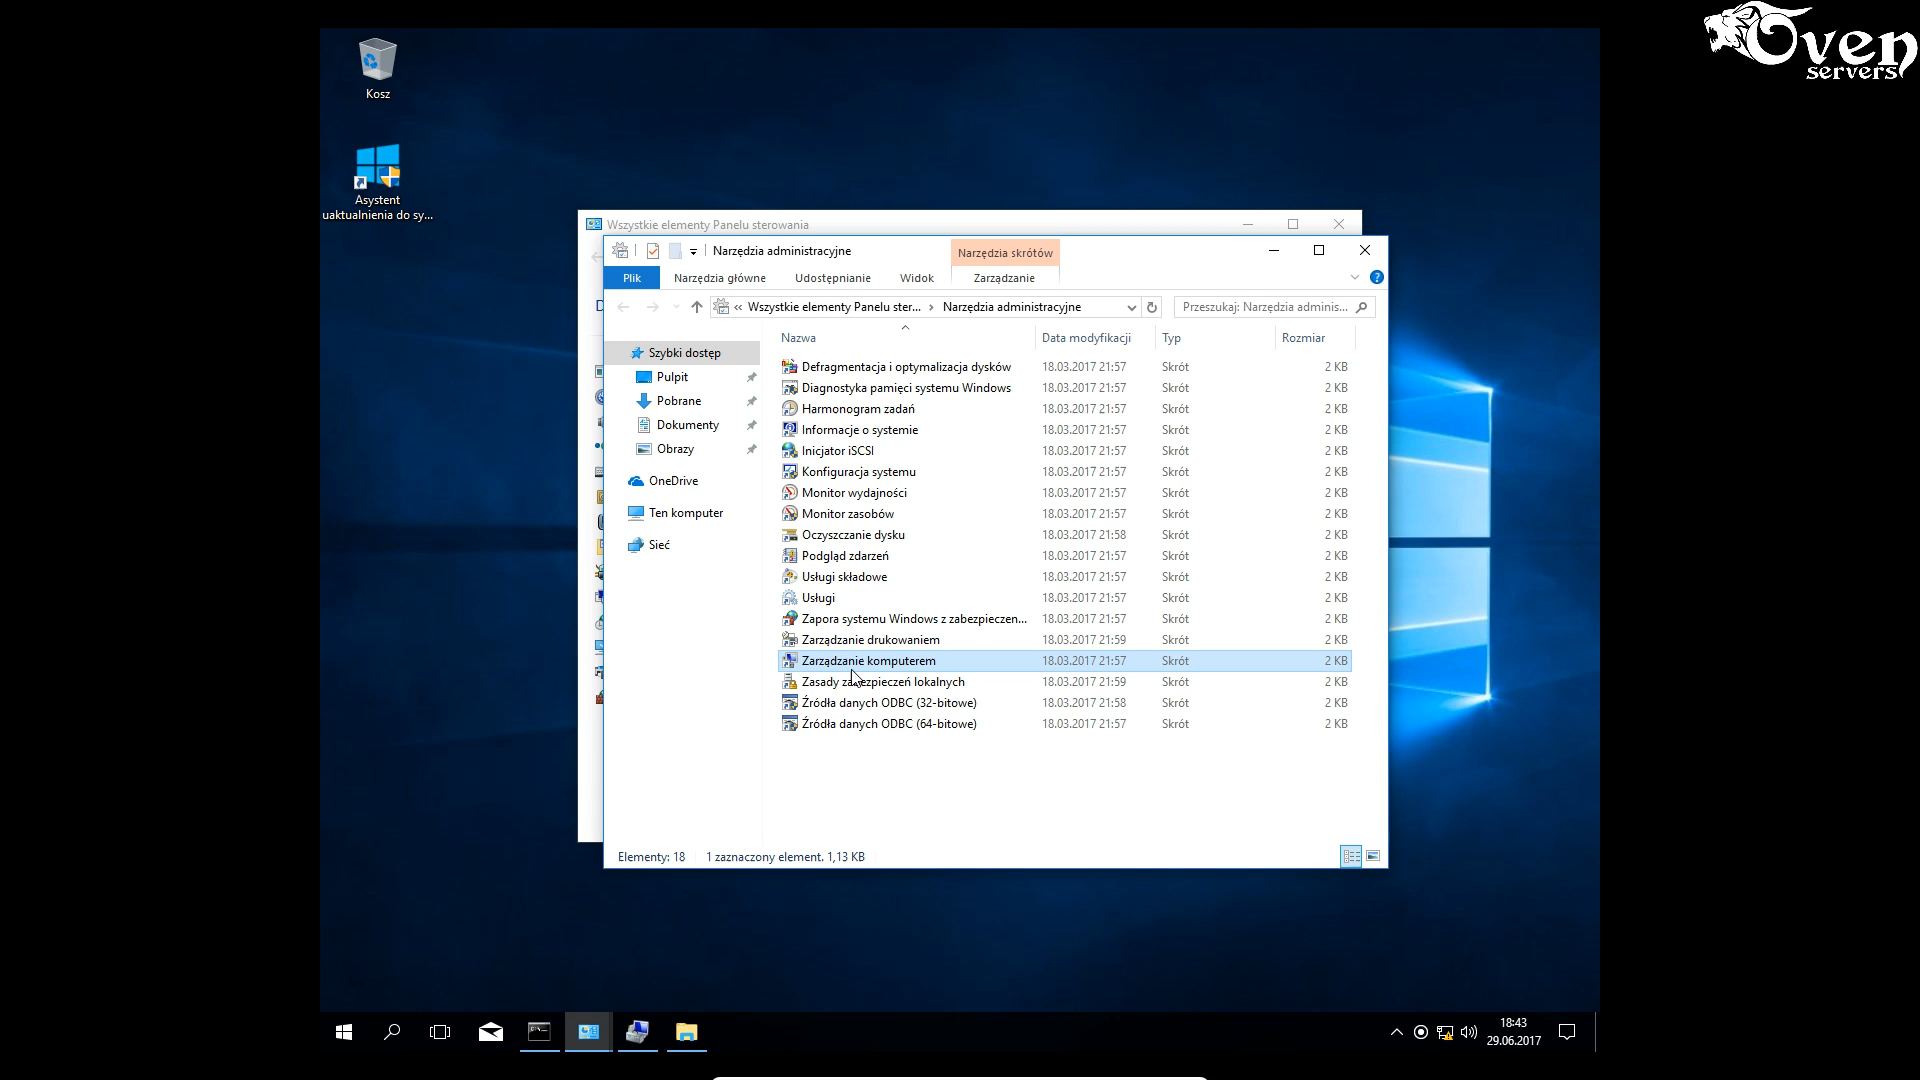 Oven
servers
Kosz
Asystent
uaktualnienia do sy...
Wszystkie elementy Panelu sterowania
Narzędzia administracyjne
Narzędzia skrótów
Plik
Narzędzia główne
Udostępnianie
Widok
Zarządzanie
« Wszystkie elementy Panelu ster... › Narzędzia administracyjne
Przeszukaj: Narzędzia adminis...
Szybki dostęp
Pulpit
Pobrane
Dokumenty
Obrazy
OneDrive
Ten komputer
Sieć
Nazwa Data modyfikacji Typ Rozmiar
Defragmentacja i optymalizacja dysków 18.03.2017 21:57 Skrót 2 KB
Diagnostyka pamięci systemu Windows 18.03.2017 21:57 Skrót 2 KB
Harmonogram zadań 18.03.2017 21:57 Skrót 2 KB
Informacje o systemie 18.03.2017 21:57 Skrót 2 KB
Inicjator iSCSI 18.03.2017 21:57 Skrót 2 KB
Konfiguracja systemu 18.03.2017 21:57 Skrót 2 KB
Monitor wydajności 18.03.2017 21:57 Skrót 2 KB
Monitor zasobów 18.03.2017 21:57 Skrót 2 KB
Oczyszczanie dysku 18.03.2017 21:58 Skrót 2 KB
Podgląd zdarzeń 18.03.2017 21:57 Skrót 2 KB
Usługi składowe 18.03.2017 21:57 Skrót 2 KB
Usługi 18.03.2017 21:57 Skrót 2 KB
Zapora systemu Windows z zabezpieczen... 18.03.2017 21:57 Skrót 2 KB
Zarządzanie drukowaniem 18.03.2017 21:59 Skrót 2 KB
Zarządzanie komputerem 18.03.2017 21:57 Skrót 2 KB
Zasady zabezpieczeń lokalnych 18.03.2017 21:59 Skrót 2 KB
Źródła danych ODBC (32-bitowe) 18.03.2017 21:58 Skrót 2 KB
Źródła danych ODBC (64-bitowe) 18.03.2017 21:57 Skrót 2 KB
Elementy: 18 1 zaznaczony element. 1,13 KB
18:43
29.06.2017